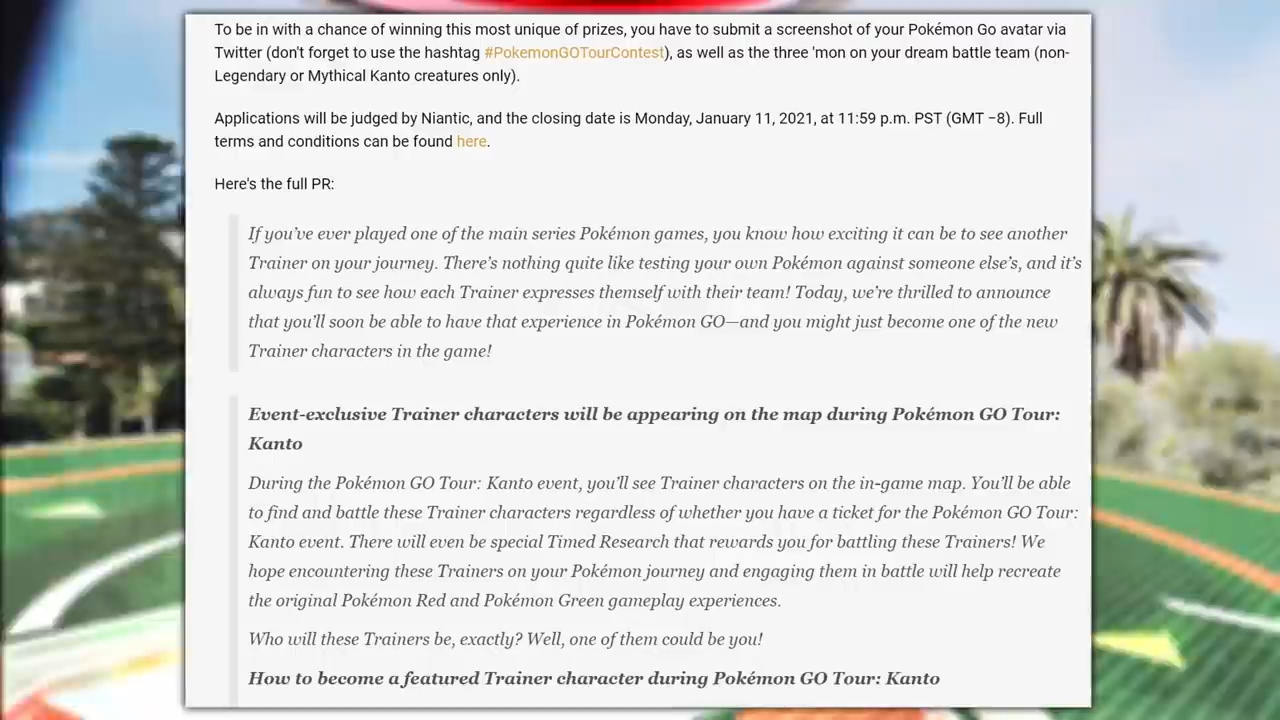 To be in with a chance of winning this most unique of prizes, you have to submit a screenshot of your Pokémon Go avatar via
Twitter (don't forget to use the hashtag #PokemonGOTourContest), as well as the three 'mon on your dream battle team (non-
Legendary or Mythical Kanto creatures only).
Applications will be judged by Niantic, and the closing date is Monday, January 11, 2021, at 11:59 p.m. PST (GMT −8). Full
terms and conditions can be found here.
Here's the full PR:
If you’ve ever played one of the main series Pokémon games, you know how exciting it can be to see another
Trainer on your journey. There’s nothing quite like testing your own Pokémon against someone else’s, and it’s
always fun to see how each Trainer expresses themself with their team! Today, we’re thrilled to announce
that you’ll soon be able to have that experience in Pokémon GO—and you might just become one of the new
Trainer characters in the game!
Event-exclusive Trainer characters will be appearing on the map during Pokémon GO Tour:
Kanto
During the Pokémon GO Tour: Kanto event, you’ll see Trainer characters on the in-game map. You’ll be able
to find and battle these Trainer characters regardless of whether you have a ticket for the Pokémon GO Tour:
Kanto event. There will even be special Timed Research that rewards you for battling these Trainers! We
hope encountering these Trainers on your Pokémon journey and engaging them in battle will help recreate
the original Pokémon Red and Pokémon Green gameplay experiences.
Who will these Trainers be, exactly? Well, one of them could be you!
How to become a featured Trainer character during Pokémon GO Tour: Kanto